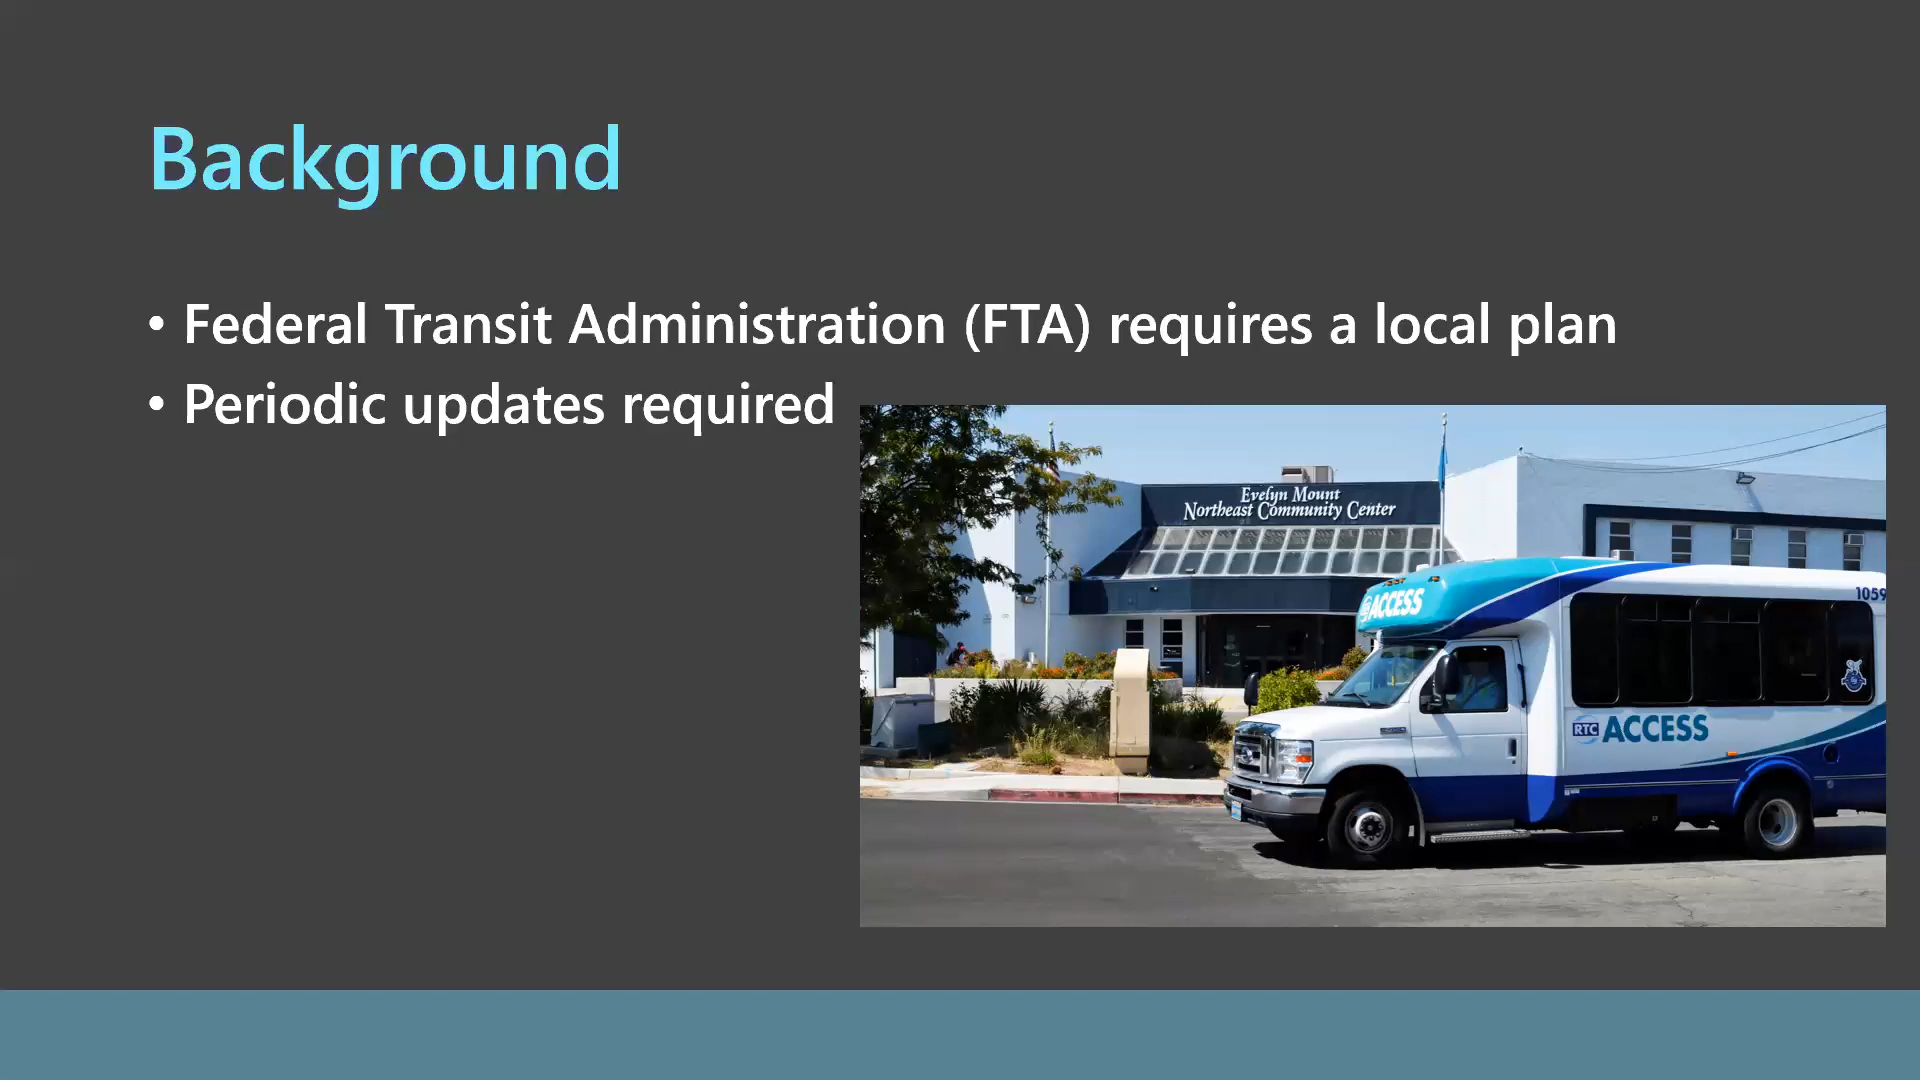 Background
• Federal Transit Administration (FTA) requires a local plan
• Periodic updates required
Evelyn Mount
Northeast Community Center
ACCESS
1059
RTC ACCESS